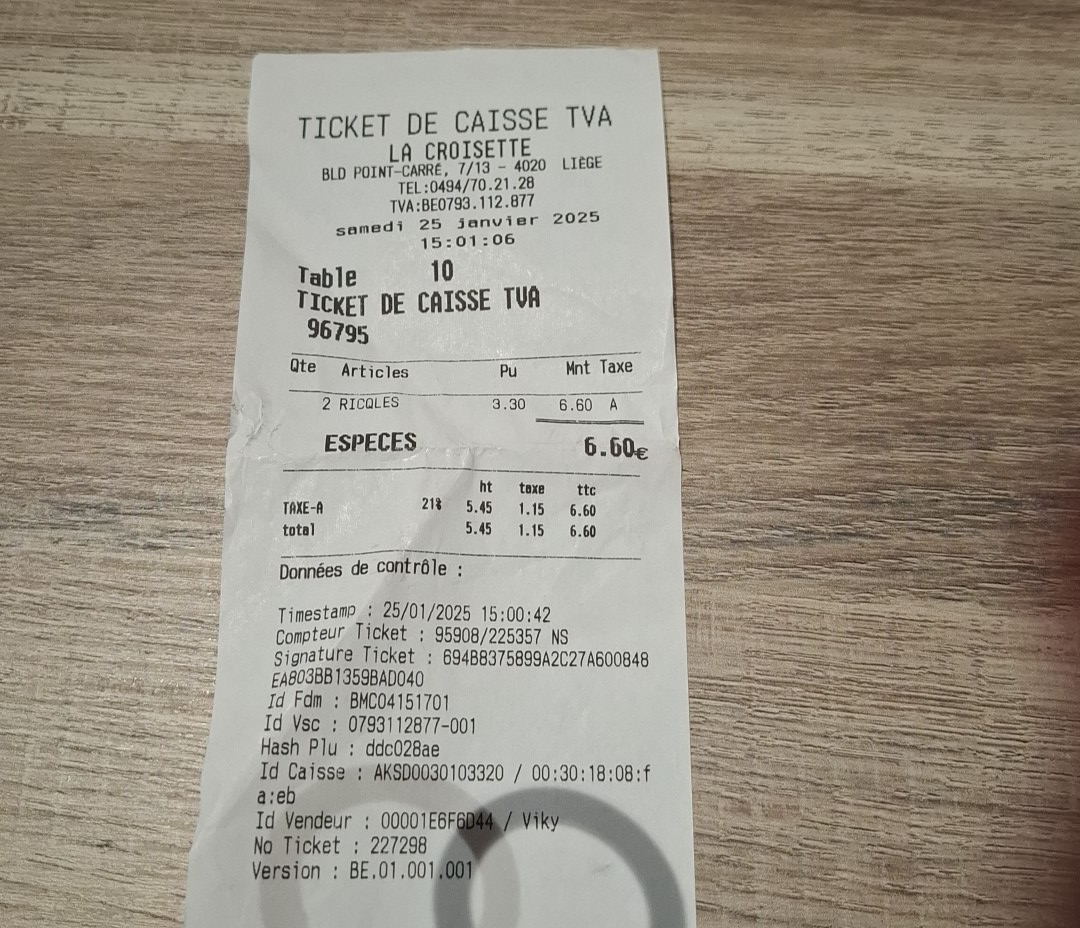 TICKET DE CAISSE TVA
LA CROISETTE
BLD POINT-CARRÉ, 7/13 - 4020 LIÈGE
TEL:0494/70.21.28
TVA:BE0793.112.877
samedi 25 janvier 2025
15:01:06
Table 10
TICKET DE CAISSE TVA
96795
Qte Articles Pu Mnt Taxe
2 RICQLES 3.30 6.60 A
ESPECES 6.60€
ht taxe ttc
TAXE-A 21% 5.45 1.15 6.60
total 5.45 1.15 6.60
Données de contrôle :
Timestamp : 25/01/2025 15:00:42
Compteur Ticket : 95908/225357 NS
Signature Ticket : 694B8375899A2C27A600848
EA803BB1359BAD040
Id Fdm : BMC04151701
Id Vsc : 0793112877-001
Hash Plu : ddc028ae
Id Caisse : AKSD0030103320 / 00:30:18:08:f
a:eb
Id Vendeur : 00001E6F6D44 / Viky
No Ticket : 227298
Version : BE.01.001.001